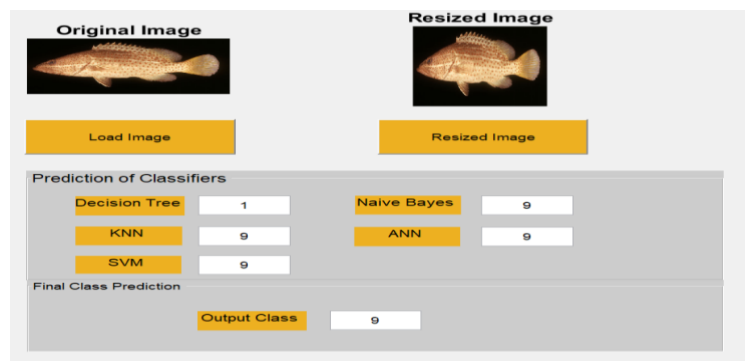 Original Image
Resized Image
Load Image
Resized Image
Prediction of Classifiers
Decision Tree 1
Naive Bayes 9
KNN 9
ANN 9
SVM 9
Final Class Prediction
Output Class 9